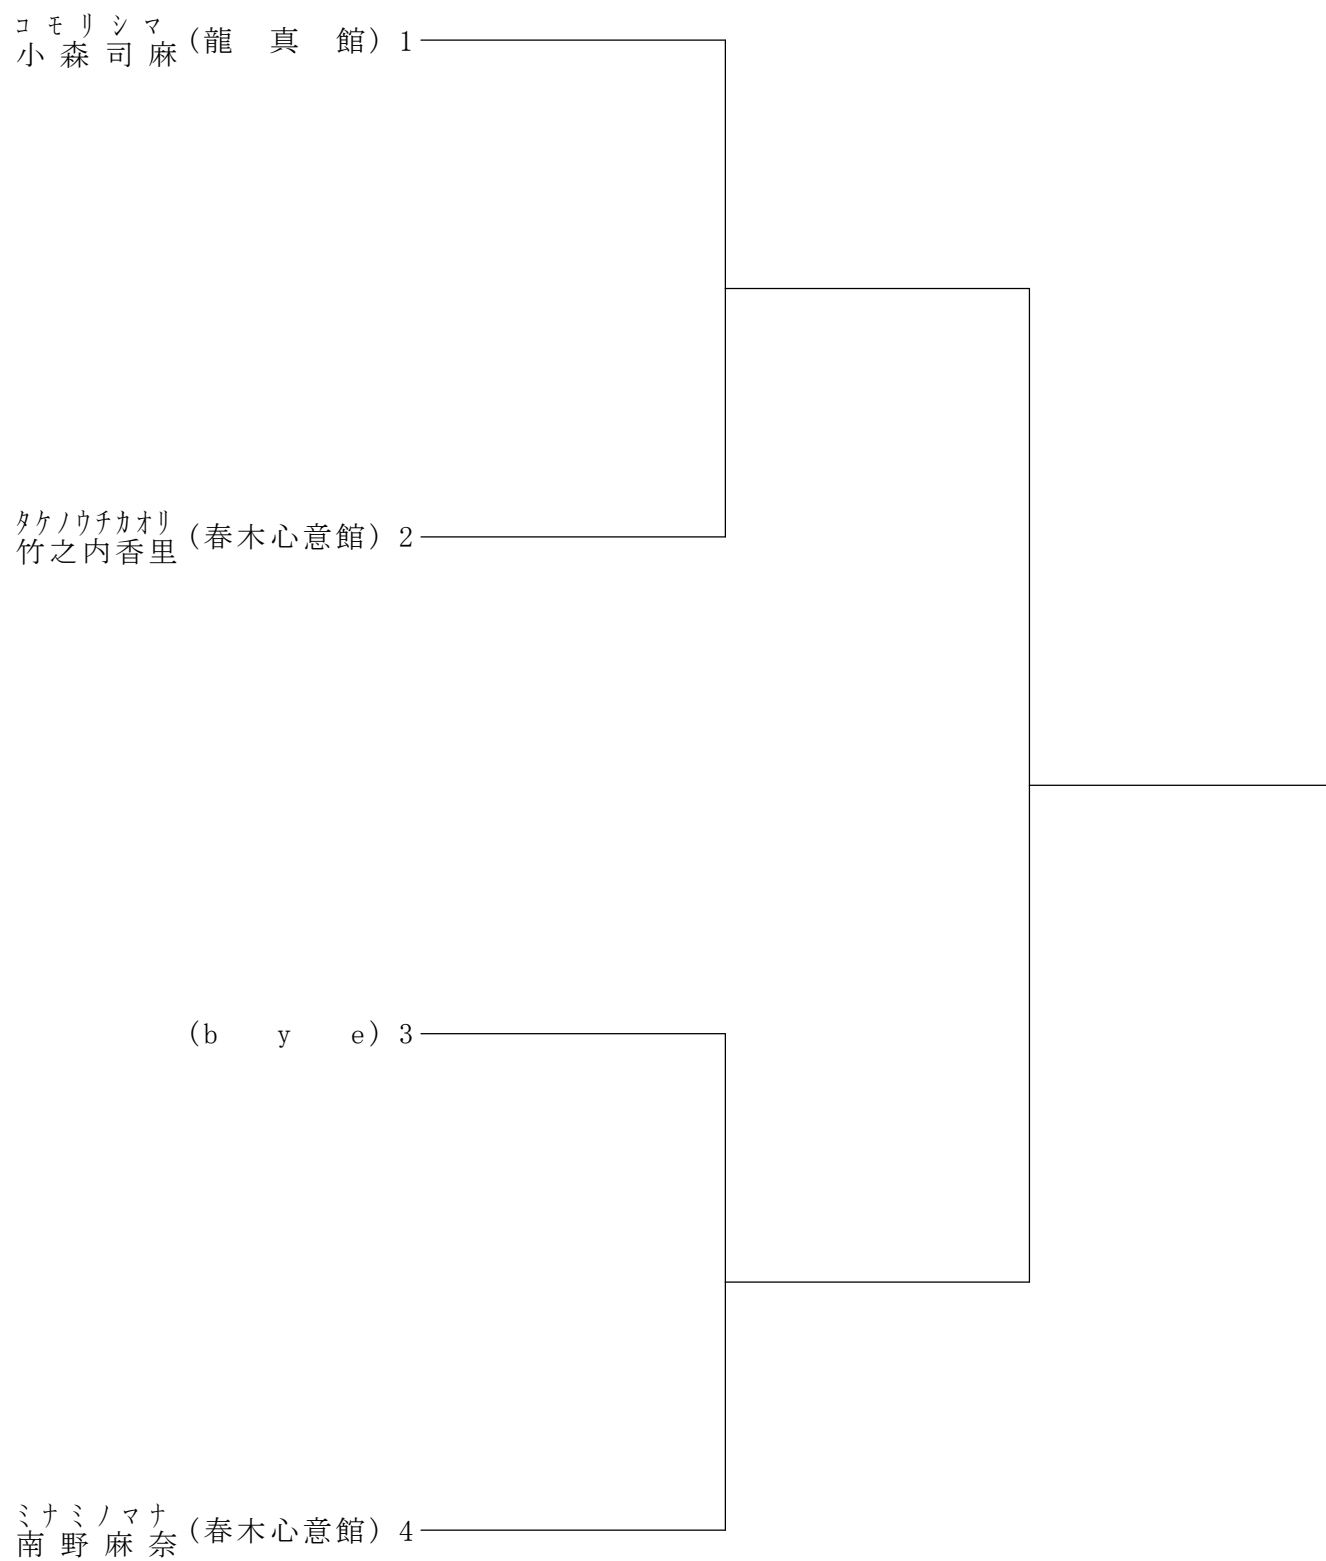 コモリシマ
小森司麻 (龍真館) 1
タケノウチカオリ
竹之内香里 (春木心意館) 2
(bye) 3
ミナミノマナ
南野麻奈 (春木心意館) 4